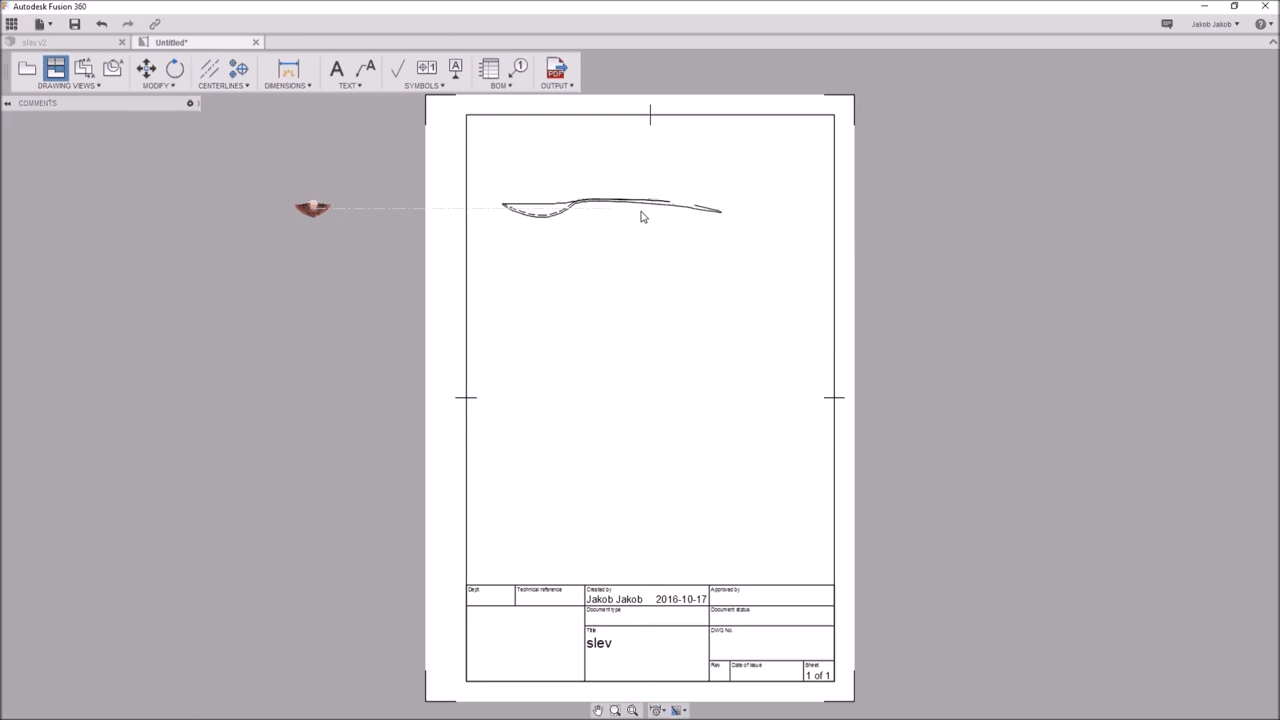 Autodesk Fusion 360
Jakob Jakob
slev v2
Untitled*
DRAWING VIEWS MODIFY CENTERLINES DIMENSIONS TEXT SYMBOLS BOM OUTPUT
PDF
COMMENTS
Dept
Technical reference
Created by
Approved by
Jakob Jakob 2016-10-17
Document type
Document status
Title
DWG No.
slev
Rev
Date of issue
Sheet
1 of 1